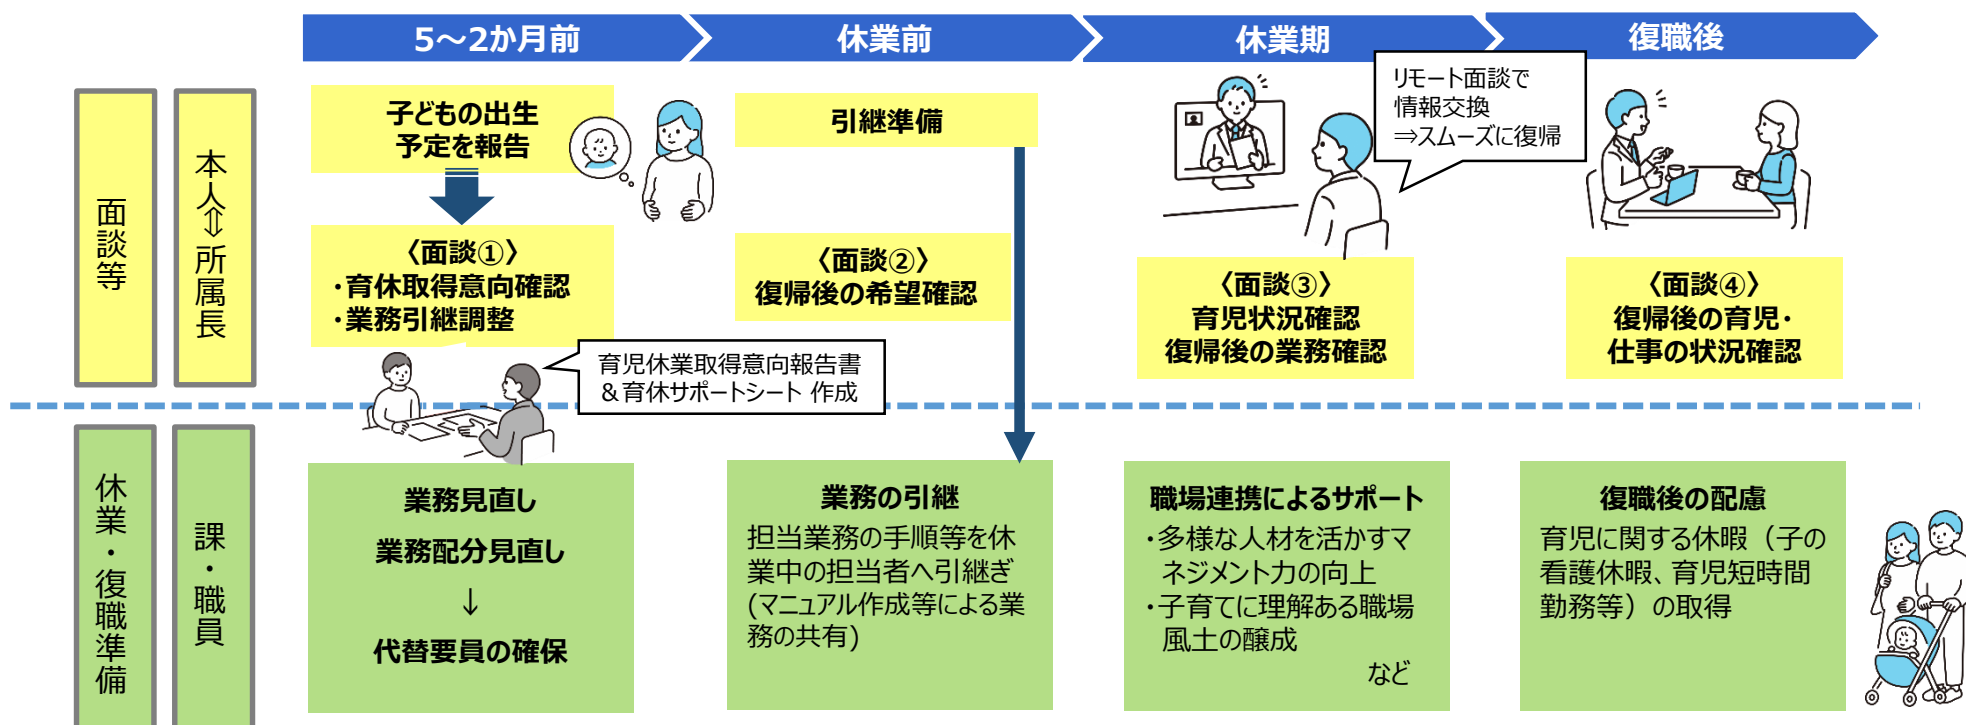 5～2か月前
休業前
休業期
復職後
面談等
本人⇔所属長
子どもの出生
予定を報告
〈面談①〉
・育休取得意向確認
・業務引継調整
育児休業取得意向報告書
＆育休サポートシート 作成
引継準備
〈面談②〉
復帰後の希望確認
リモート面談で
情報交換
⇒スムーズに復帰
〈面談③〉
育児状況確認
復帰後の業務確認
〈面談④〉
復帰後の育児・
仕事の状況確認
休業・復職準備
課・職員
業務見直し
業務配分見直し
↓
代替要員の確保
業務の引継
担当業務の手順等を休
業中の担当者へ引継ぎ
(マニュアル作成等による業
務の共有)
職場連携によるサポート
・多様な人材を活かすマ
ネジメント力の向上
・子育てに理解ある職場
風土の醸成
など
復職後の配慮
育児に関する休暇（子の
看護休暇、育児短時間
勤務等）の取得